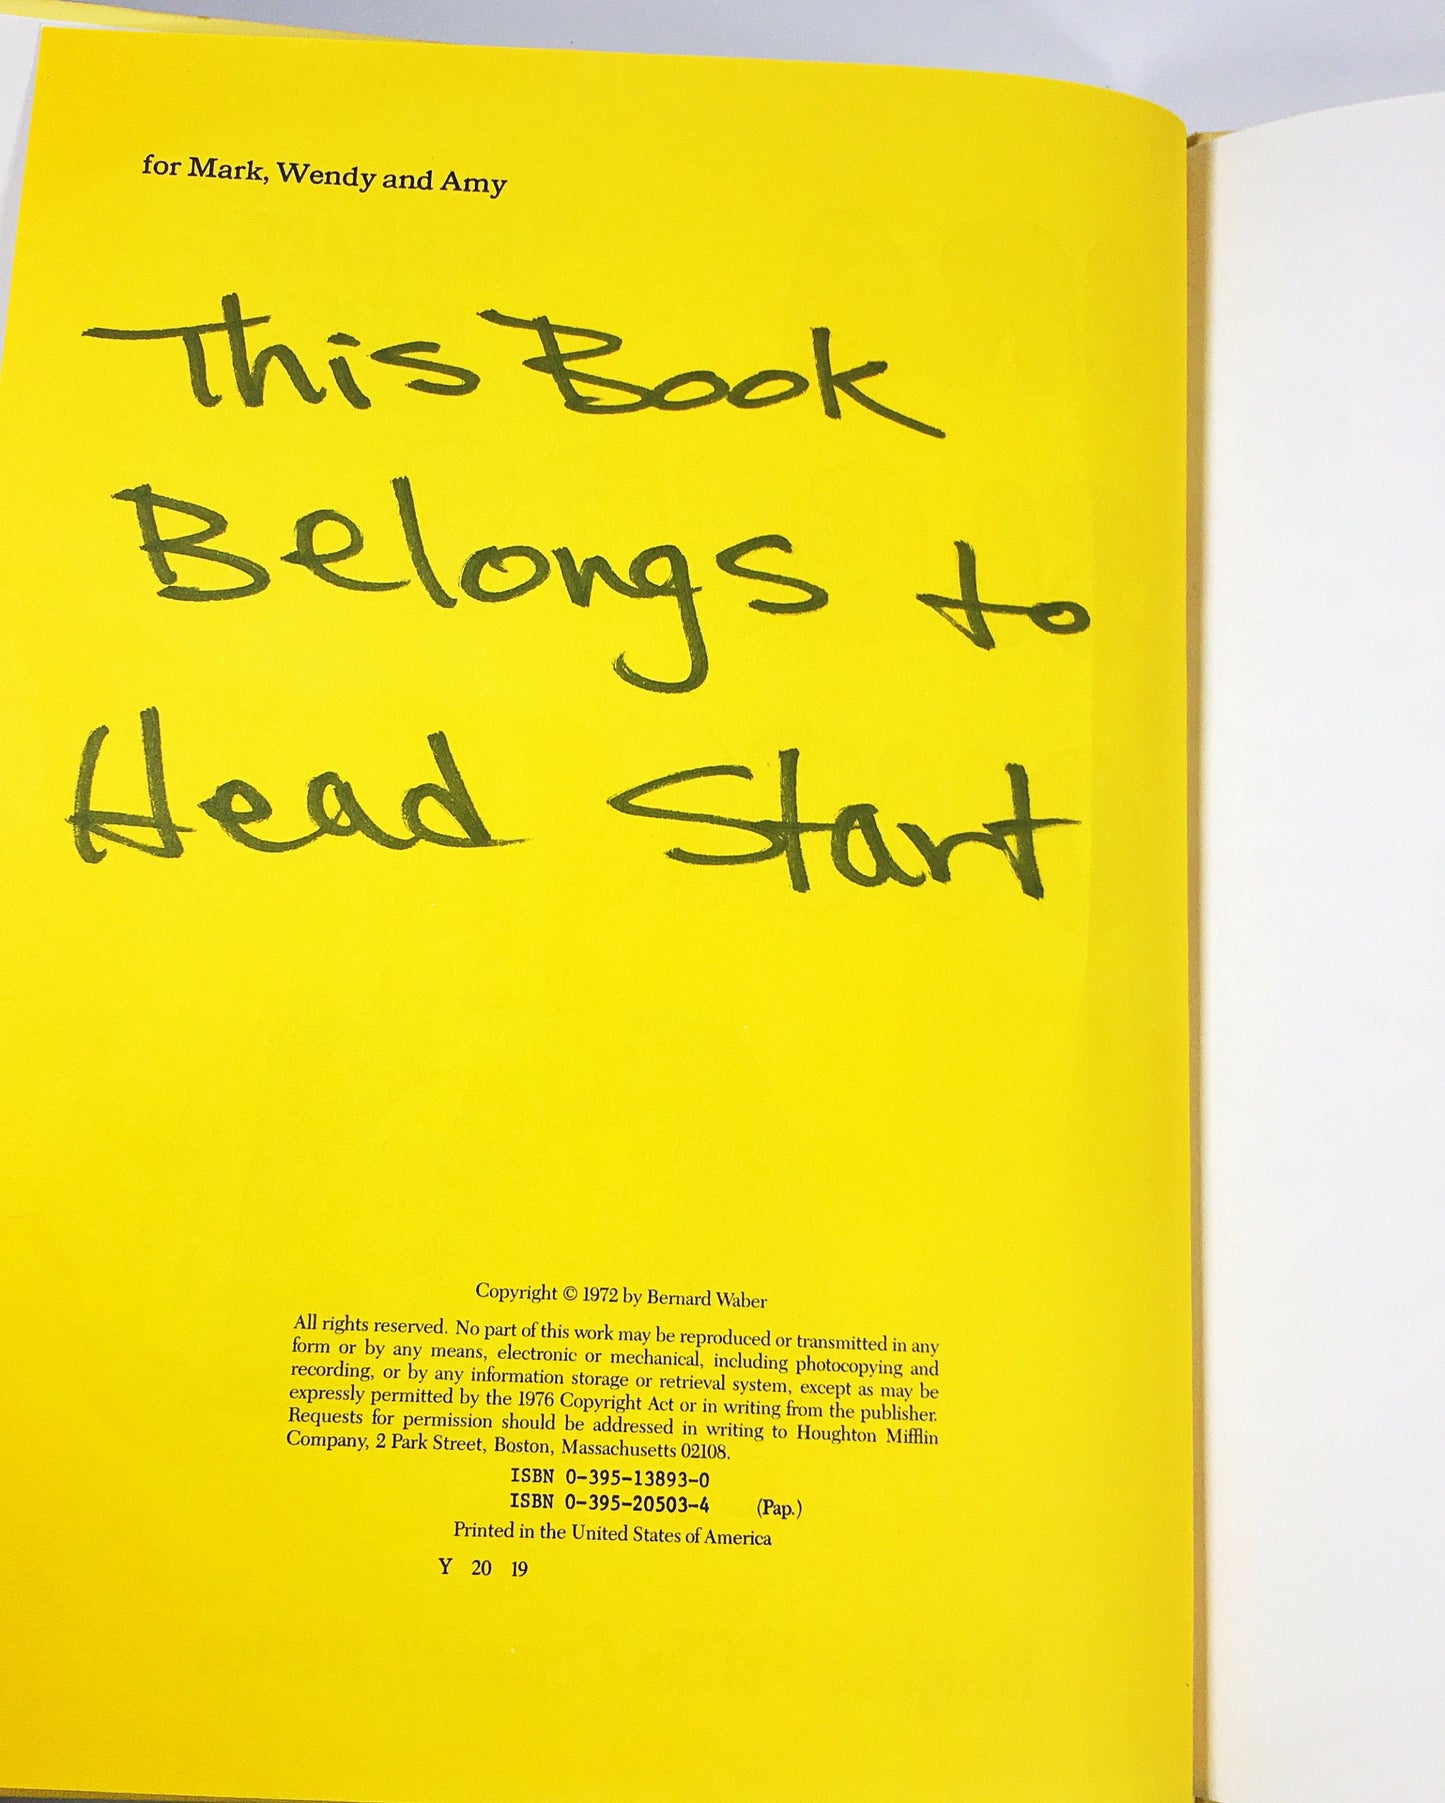 for Mark, Wendy and Amy
This Book
Belongs to
Head Start
Copyright © 1972 by Bernard Waber
All rights reserved. No part of this work may be reproduced or transmitted in any
form or by any means, electronic or mechanical, including photocopying and
recording, or by any information storage or retrieval system, except as may be
expressly permitted by the 1976 Copyright Act or in writing from the publisher.
Requests for permission should be addressed in writing to Houghton Mifflin
Company, 2 Park Street, Boston, Massachusetts 02108.
ISBN 0-395-13893-0
ISBN 0-395-20503-4 (Pap.)
Printed in the United States of America
Y 20 19